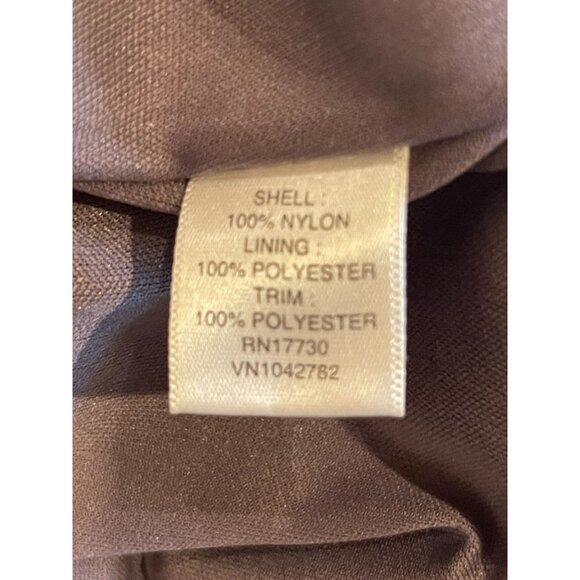 SHELL :
100% NYLON
LINING :
100% POLYESTER
TRIM :
100% POLYESTER
RN17730
VN1042782